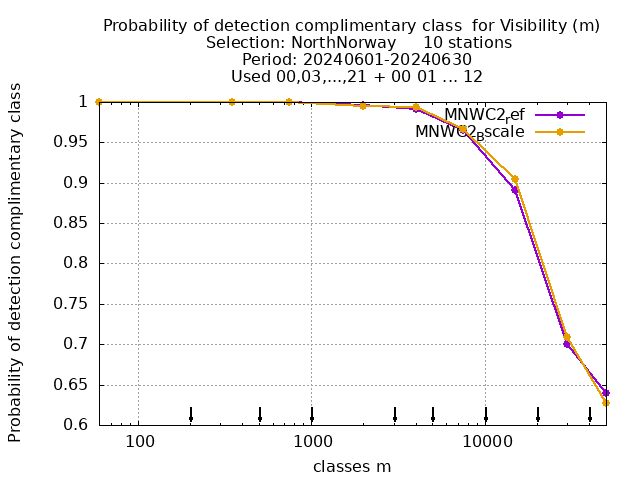 Probability of detection complimentary class for Visibility (m)
Selection: NorthNorway 10 stations
Period: 20240601-20240630
Used 00,03,...,21 + 00 01 ... 12
Probability of detection complimentary class
1
0.95
0.9
0.85
0.8
0.75
0.7
0.65
0.6
MNWC2ref
MNWC2Bscale
100
1000
10000
classes m